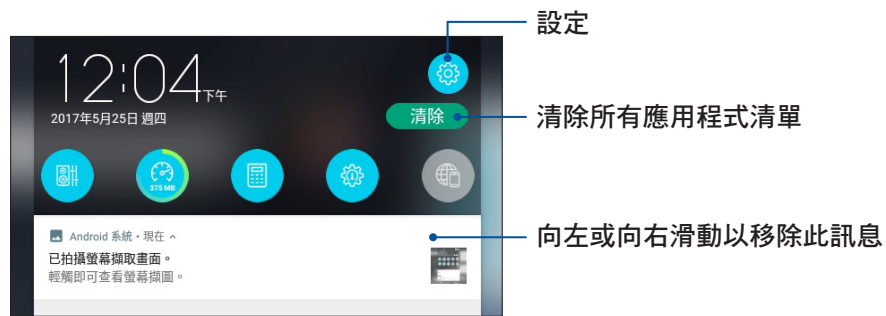 設定
12:04下午
2017年5月25日 週四
清除
清除所有應用程式清單
375 MB
Android 系統・現在
向左或向右滑動以移除此訊息
已拍攝螢幕擷取畫面。
輕觸即可查看螢幕擷圖。